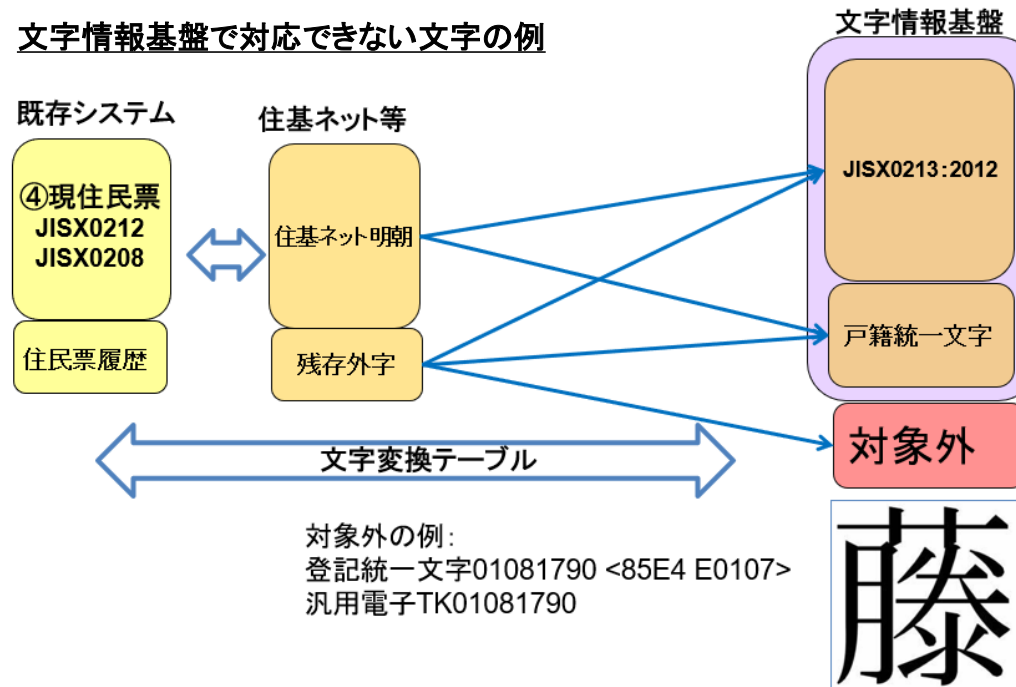 文字情報基盤で対応できない文字の例
文字情報基盤
既存システム
住基ネット等
④現住民票
JISX0212
JISX0208
住民票履歴
住基ネット明朝
残存外字
JISX0213:2012
戸籍統一文字
対象外
文字変換テーブル
対象外の例:
登記統一文字01081790 <85E4 E0107>
汎用電子TK01081790
藤